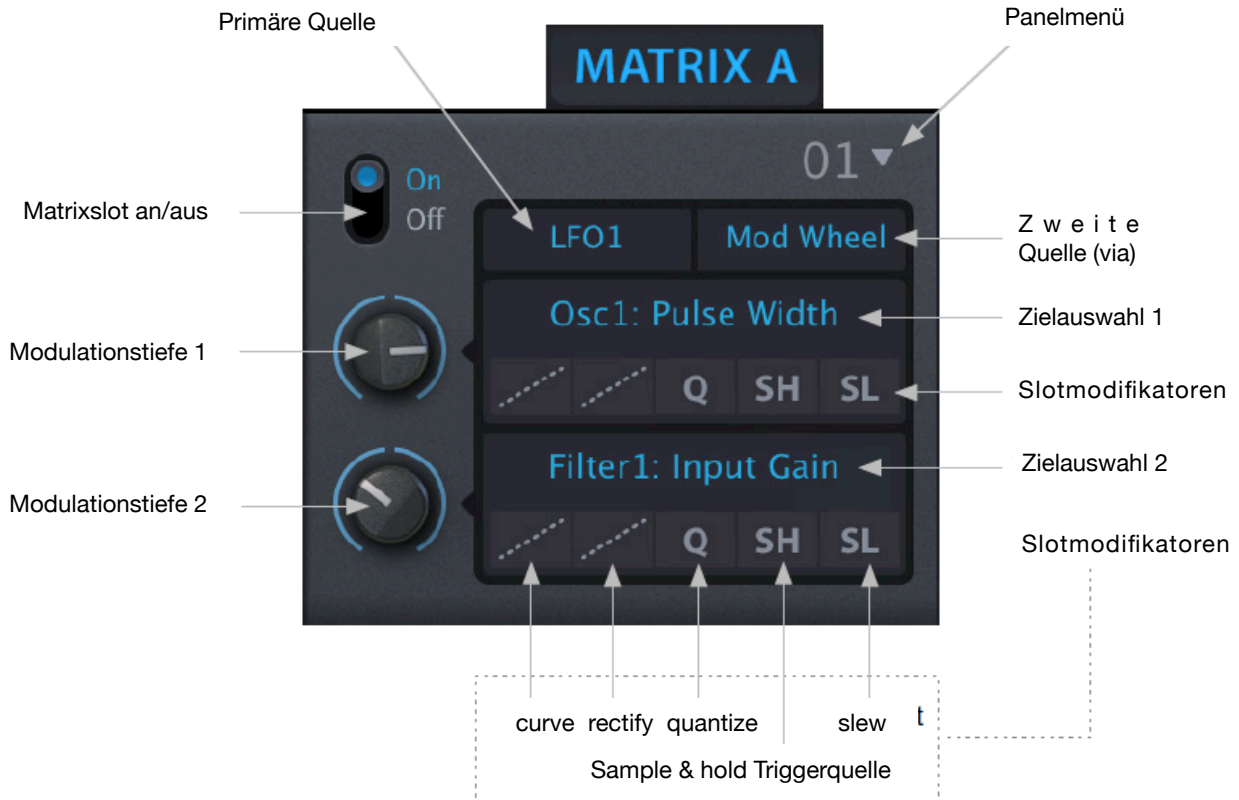 Primäre Quelle
Panelmenü
MATRIX A
01
On
Off
Matrixslot an/aus
LFO1
Mod Wheel
Z w e i t e
Quelle (via)
Osc1: Pulse Width
Zielauswahl 1
Modulationstiefe 1
Q SH SL
Slotmodifikatoren
Filter1: Input Gain
Zielauswahl 2
Modulationstiefe 2
Q SH SL
Slotmodifikatoren
curve rectify quantize slew t
Sample & hold Triggerquelle